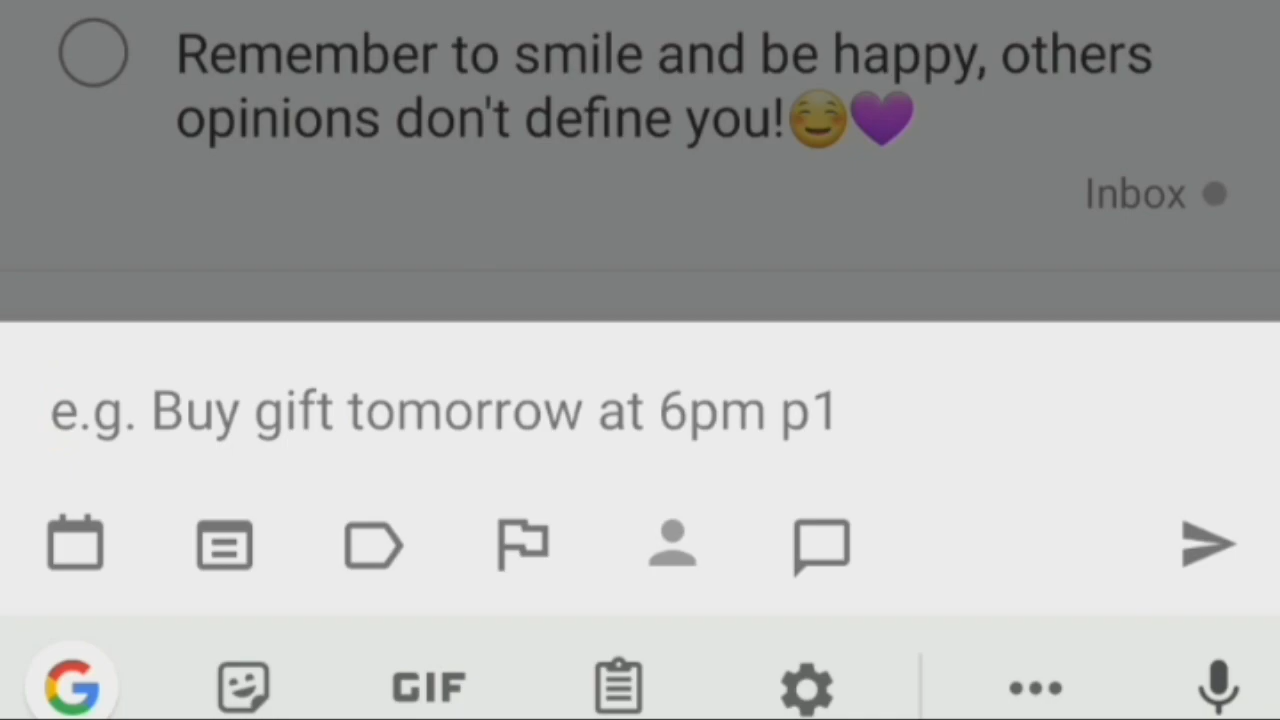 Remember to smile and be happy, others
opinions don't define you!😊💜
Inbox
e.g. Buy gift tomorrow at 6pm p1
GIF